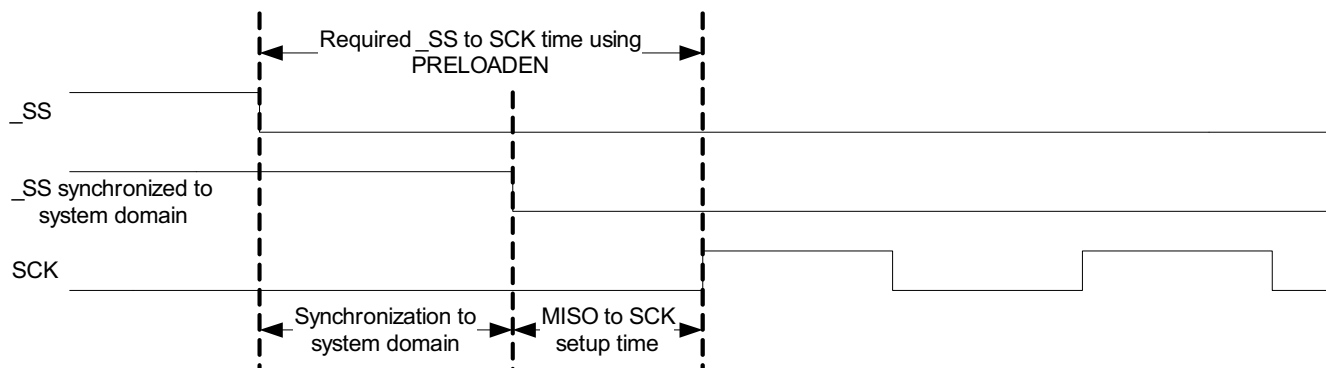 Required _SS to SCK time using
PRELOADEN
_SS
_SS synchronized to
system domain
SCK
Synchronization to
system domain
MISO to SCK
setup time